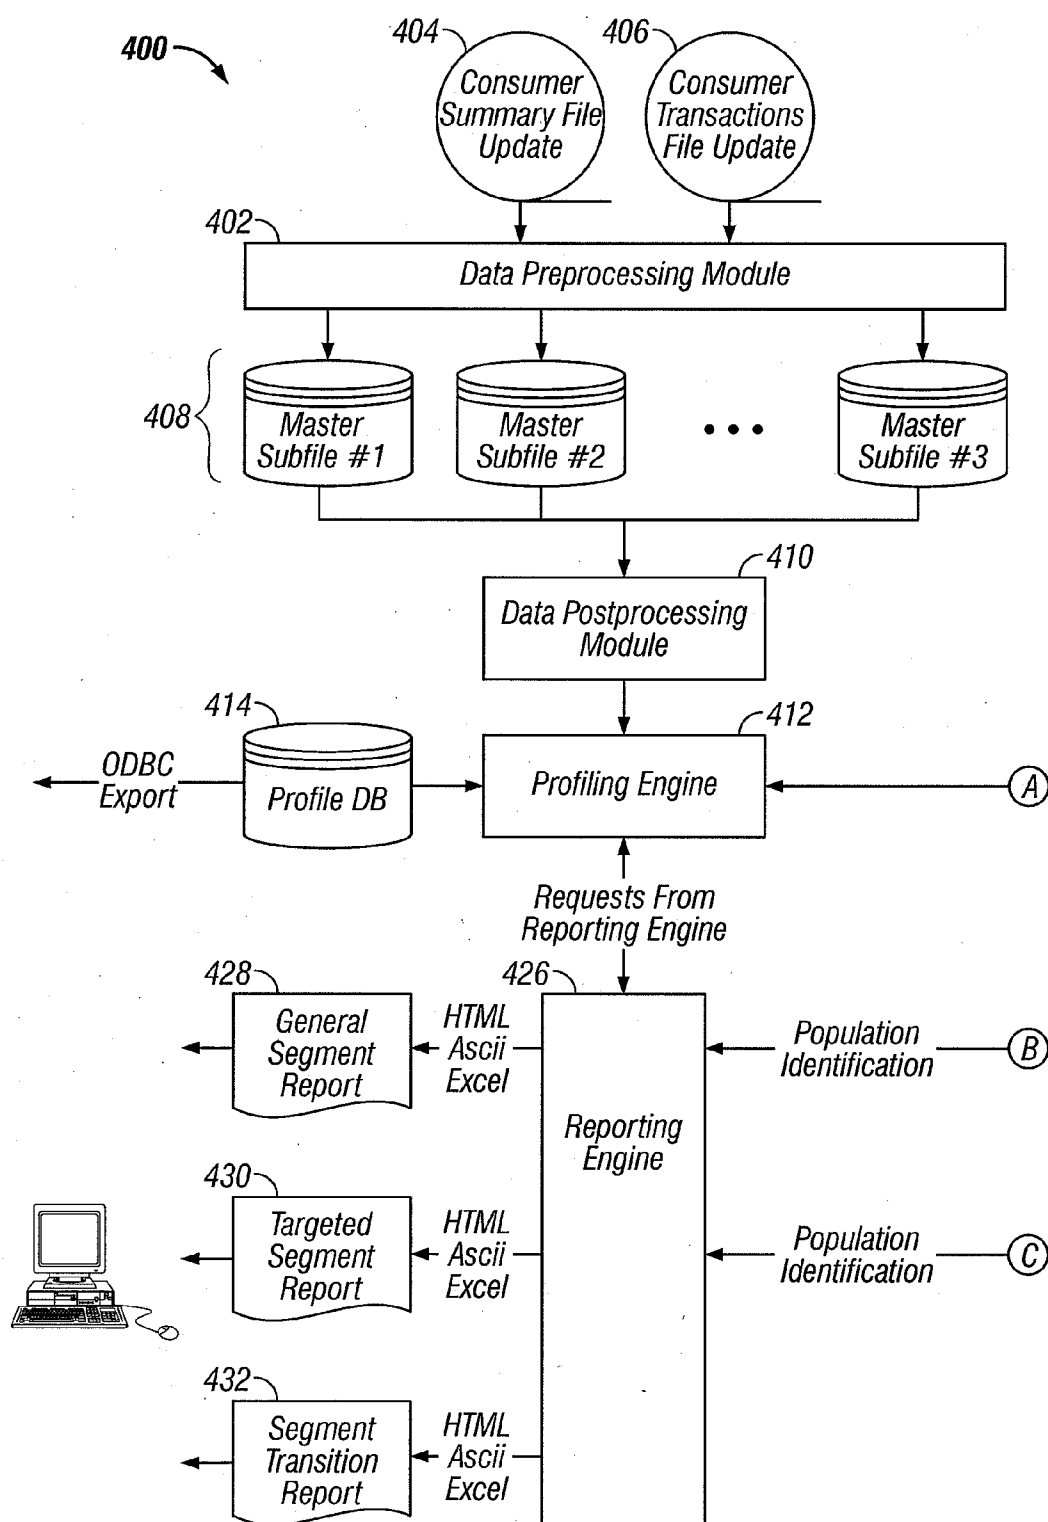 400
404
406
Consumer
Summary File
Update
Consumer
Transactions
File Update
402
Data Preprocessing Module
408
Master
Subfile #1
Master
Subfile #2
• • •
Master
Subfile #3
410
Data Postprocessing
Module
414
412
ODBC
Export
Profile DB
Profiling Engine
A
Requests From
Reporting Engine
428
426
General
Segment
Report
HTML
Ascii
Excel
Population
Identification
B
Reporting
Engine
430
Targeted
Segment
Report
HTML
Ascii
Excel
Population
Identification
C
432
Segment
Transition
Report
HTML
Ascii
Excel